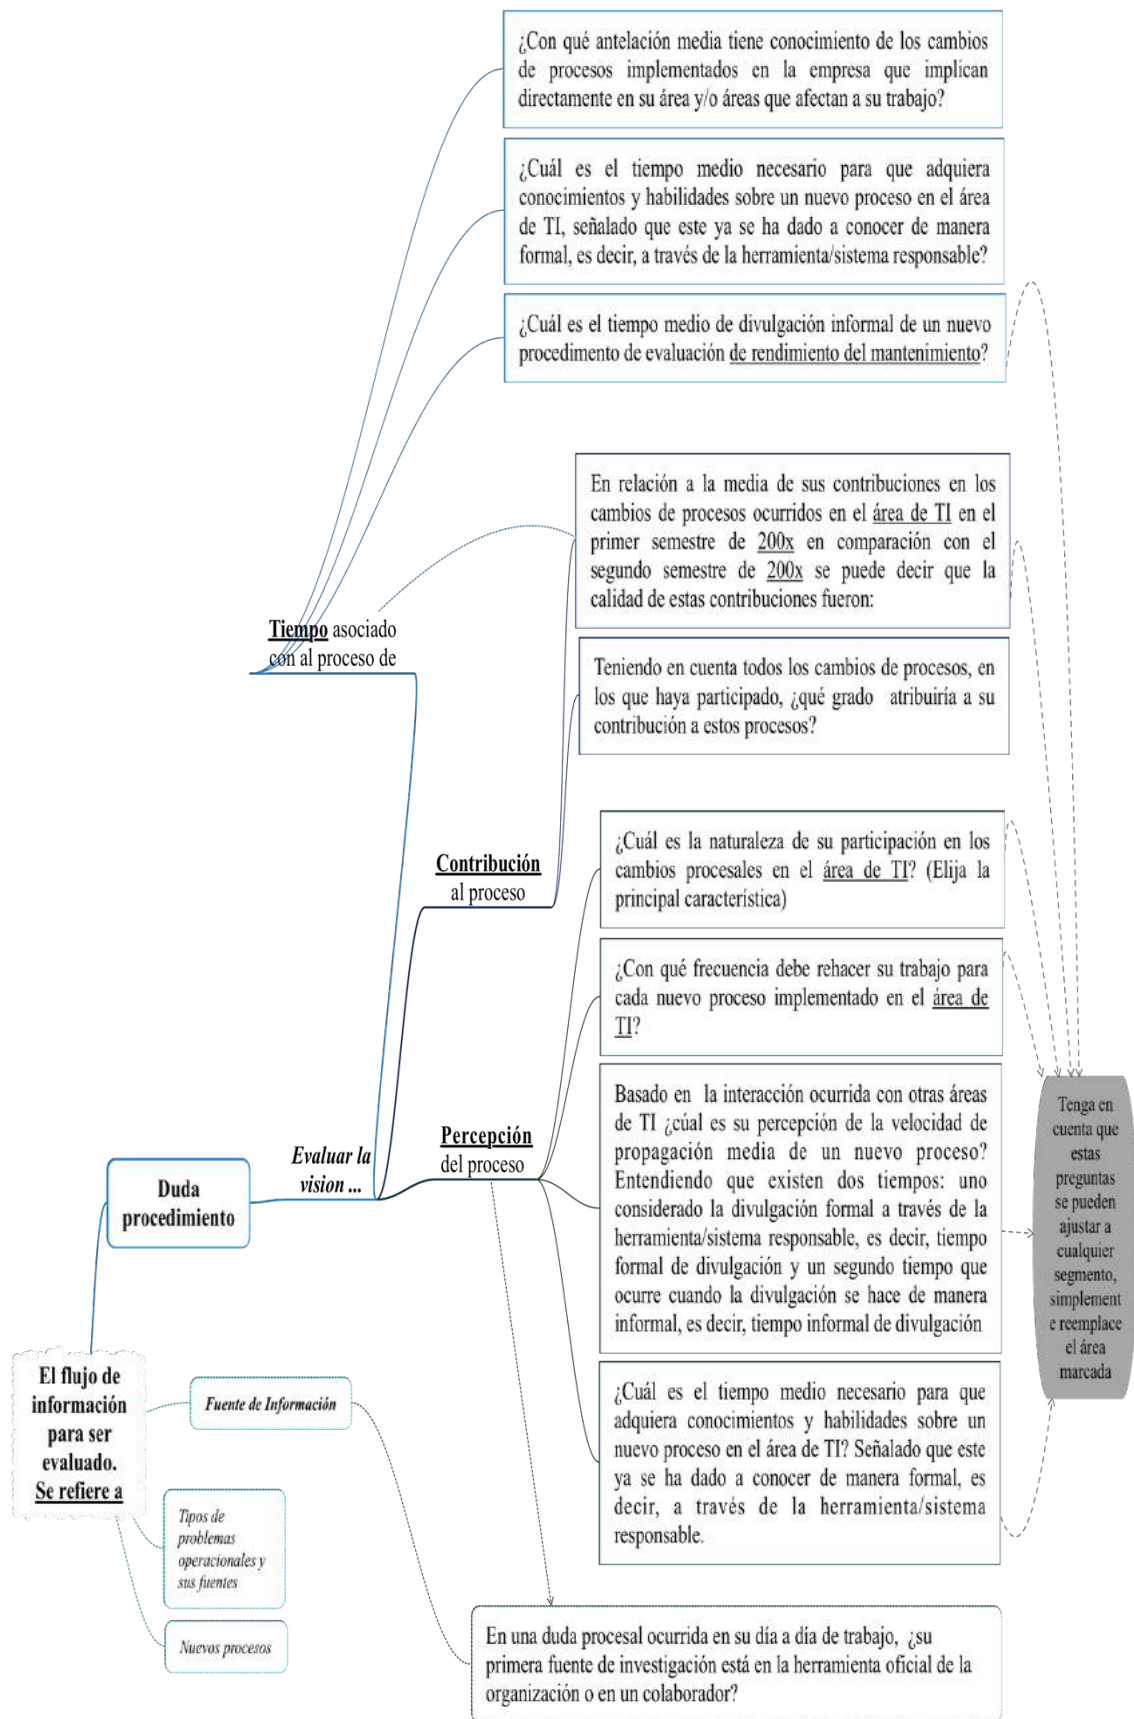 ¿Con qué antelación media tiene conocimiento de los cambios
de procesos implementados en la empresa que implican
directamente en su área y/o áreas que afectan a su trabajo?
¿Cuál es el tiempo medio necesario para que adquiera
conocimientos y habilidades sobre un nuevo proceso en el área
de TI, señalado que este ya se ha dado a conocer de manera
formal, es decir, a través de la herramienta/sistema responsable?
¿Cuál es el tiempo medio de divulgación informal de un nuevo
procedimento de evaluación de rendimiento del mantenimiento?
En relación a la media de sus contribuciones en los
cambios de procesos ocurridos en el área de TI en el
primer semestre de 200x en comparación con el
segundo semestre de 200x se puede decir que la
calidad de estas contribuciones fueron:
Tiempo asociado
con al proceso de
Teniendo en cuenta todos los cambios de procesos, en
los que haya participado, ¿qué grado atribuiría a su
contribución a estos procesos?
Contribución
al proceso
¿Cuál es la naturaleza de su participación en los
cambios procesales en el área de TI? (Elija la
principal característica)
¿Con qué frecuencia debe rehacer su trabajo para
cada nuevo proceso implementado en el área de
TI?
Percepción
del proceso
Evaluar la
vision ...
Duda
procedimiento
Basado en la interacción ocurrida con otras áreas
de TI ¿cúal es su percepción de la velocidad de
propagación media de un nuevo proceso?
Entendiendo que existen dos tiempos: uno
considerado la divulgación formal a través de la
herramienta/sistema responsable, es decir, tiempo
formal de divulgación y un segundo tiempo que
ocurre cuando la divulgación se hace de manera
informal, es decir, tiempo informal de divulgación
Tenga en
cuenta que
estas
preguntas
se pueden
ajustar a
cualquier
segmento,
simplement
e reemplace
el área
marcada
El flujo de
información
para ser
evaluado.
Se refiere a
Fuente de Información
Tipos de
problemas
operacionales y
sus fuentes
Nuevos procesos
¿Cuál es el tiempo medio necesario para que
adquiera conocimientos y habilidades sobre un
nuevo proceso en el área de TI? Señalado que este
ya se ha dado a conocer de manera formal, es
decir, a través de la herramienta/sistema
responsable.
En una duda procesal ocurrida en su día a día de trabajo, ¿su
primera fuente de investigación está en la herramienta oficial de la
organización o en un colaborador?